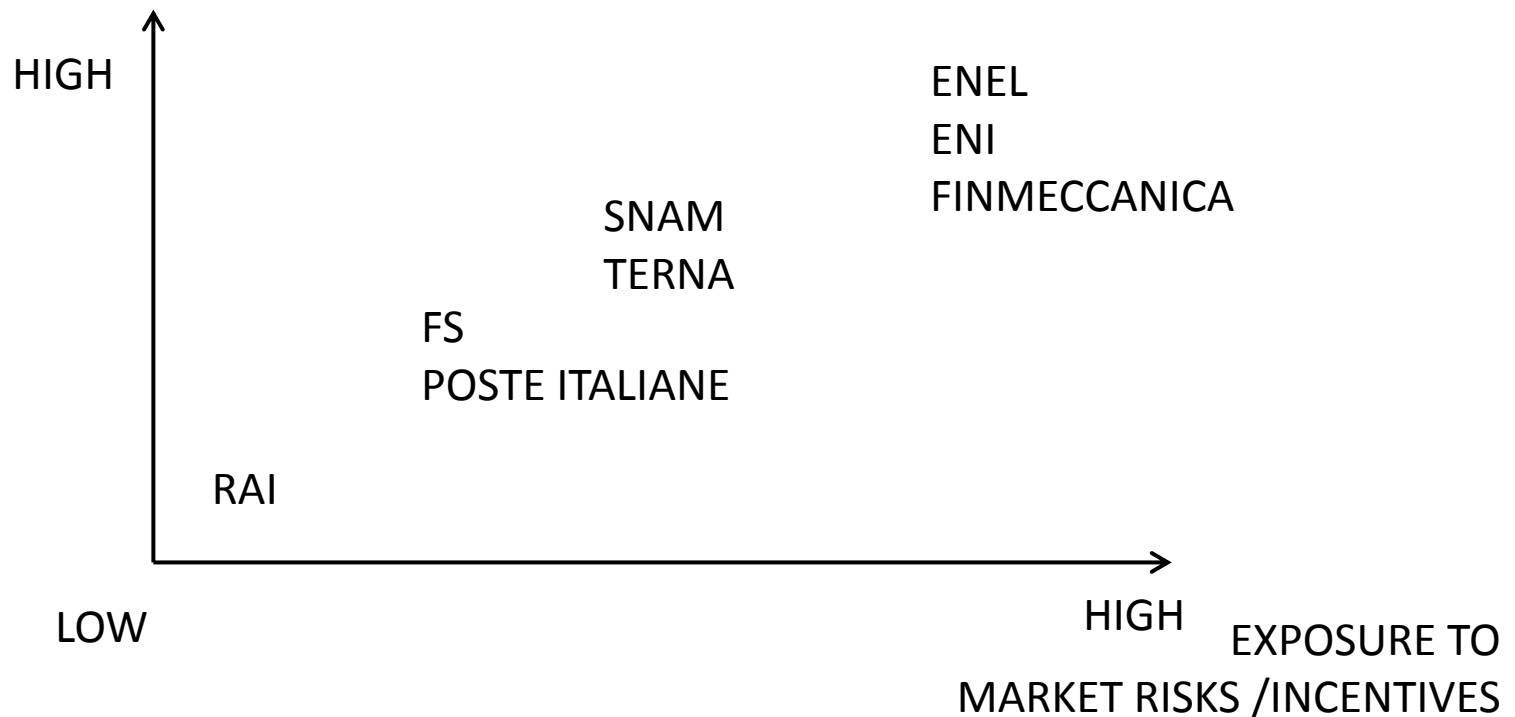 HIGH
ENEL
ENI
FINMECCANICA
SNAM
TERNA
FS
POSTE ITALIANE
RAI
LOW
HIGH
EXPOSURE TO
MARKET RISKS /INCENTIVES